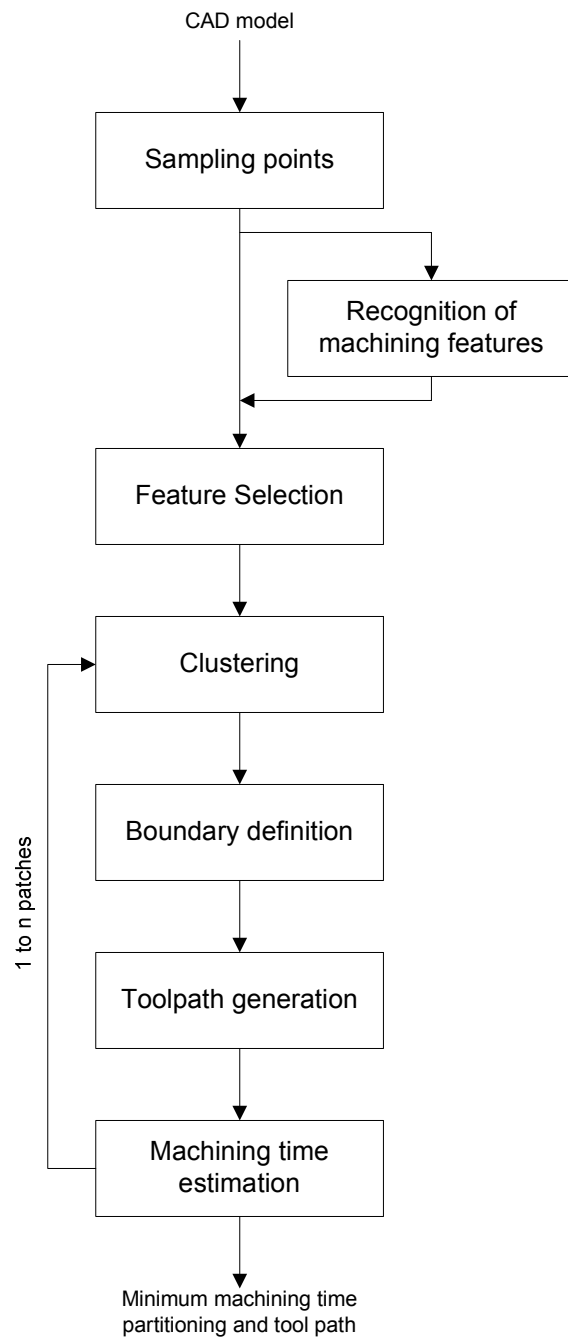 CAD model
Sampling points
Recognition of
machining features
Feature Selection
Clustering
Boundary definition
1 to n patches
Toolpath generation
Machining time
estimation
Minimum machining time
partitioning and tool path